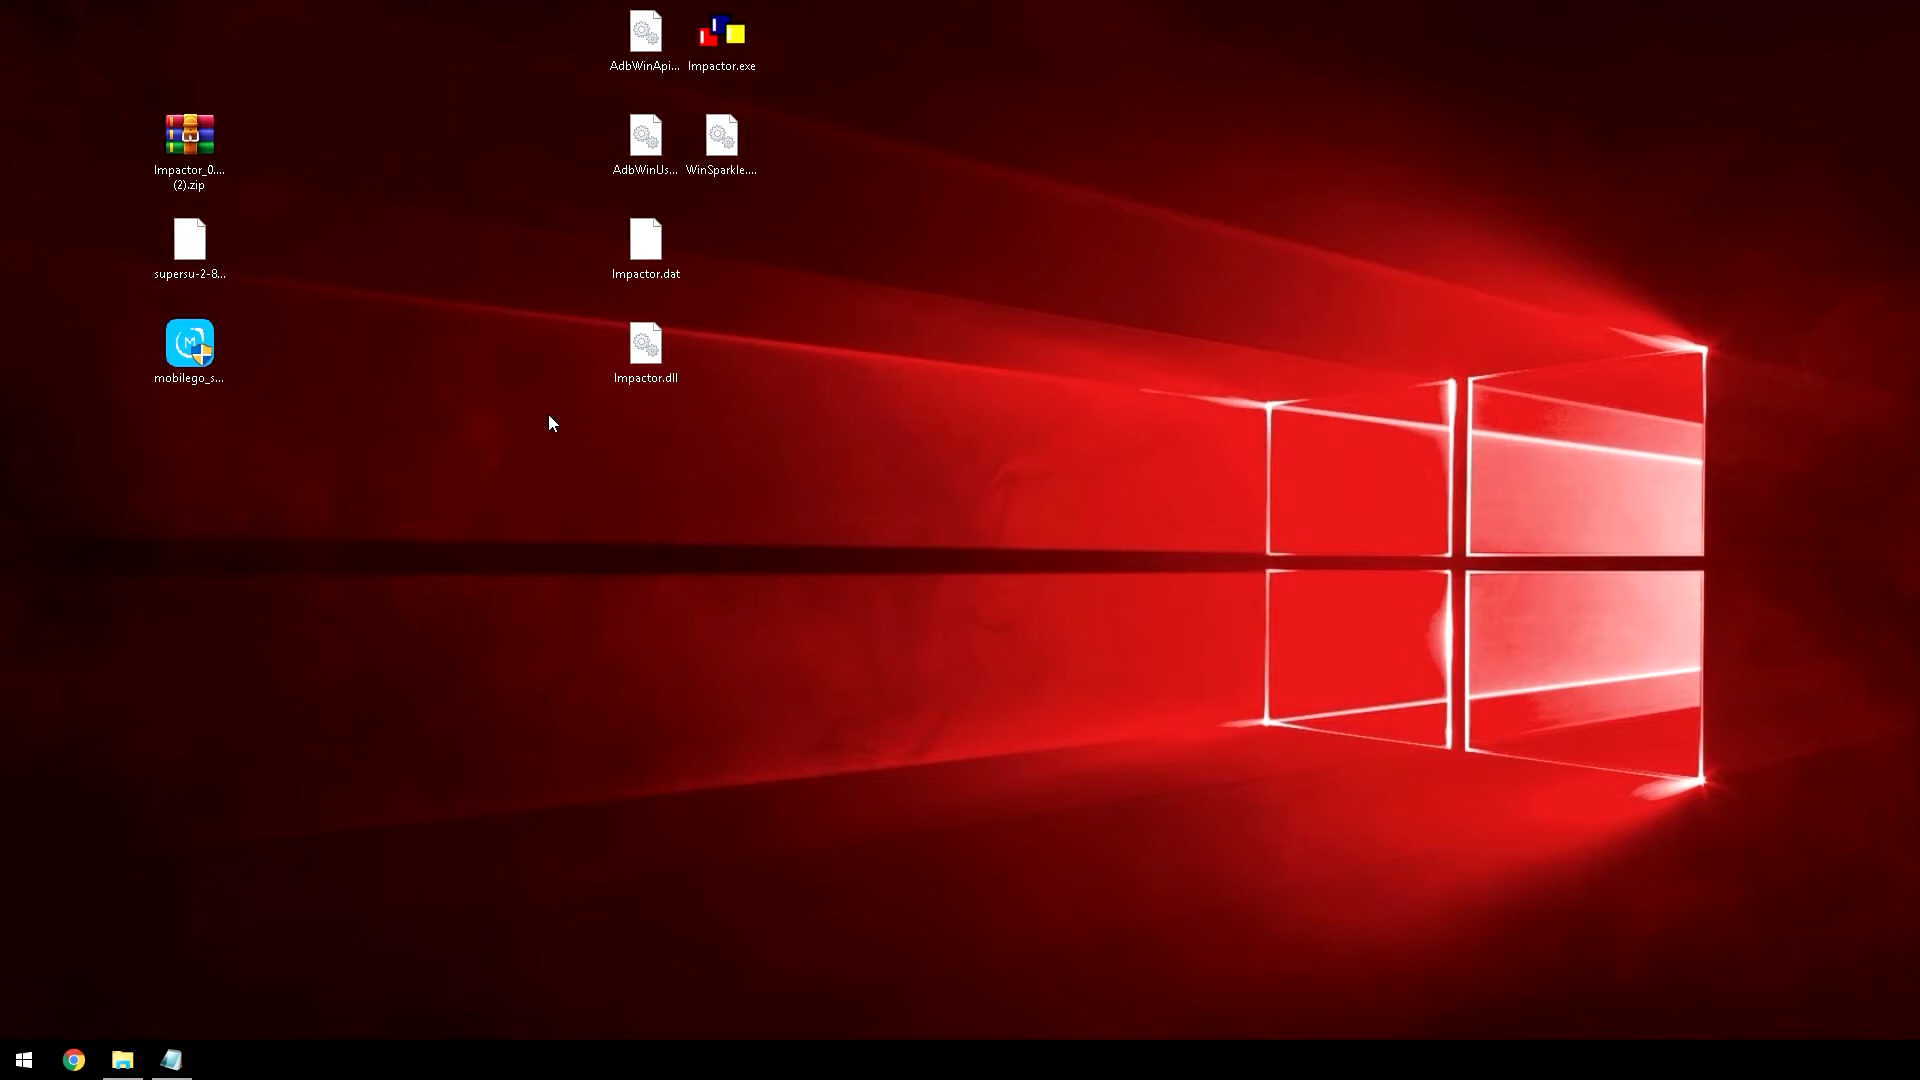 AdbWinApi...
Impactor.exe
Impactor_0....
(2).zip
AdbWinUs...
WinSparkle....
supersu-2-8...
Impactor.dat
mobilego_s...
Impactor.dll